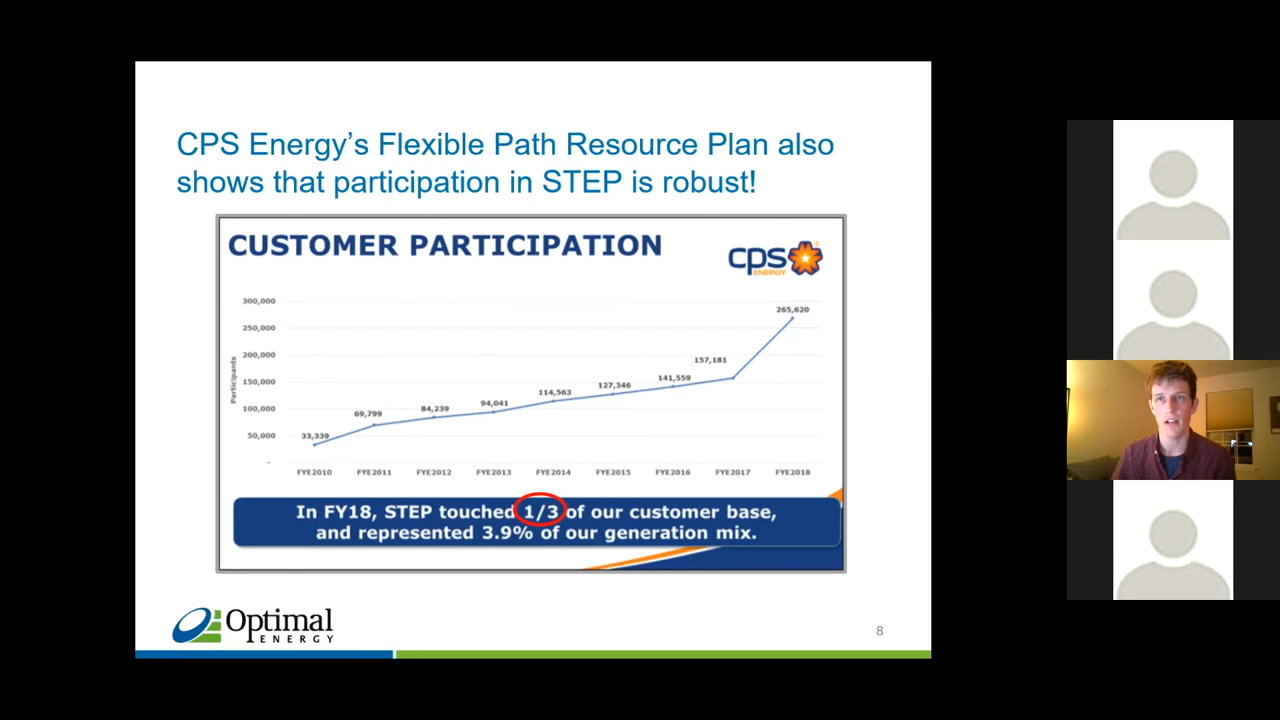 CPS Energy's Flexible Path Resource Plan also
shows that participation in STEP is robust!
CUSTOMER PARTICIPATION
cps
ENERGY
Participants
300,000
250,000
200,000
150,000
100,000
50,000
-
33,339
69,799
84,239
94,041
114,563
127,346
141,559
157,181
265,620
FYE2010 FYE2011 FYE2012 FYE2013 FYE2014 FYE2015 FYE2016 FYE2017 FYE2018
In FY18, STEP touched 1/3 of our customer base,
and represented 3.9% of our generation mix.
Optimal
ENERGY
8